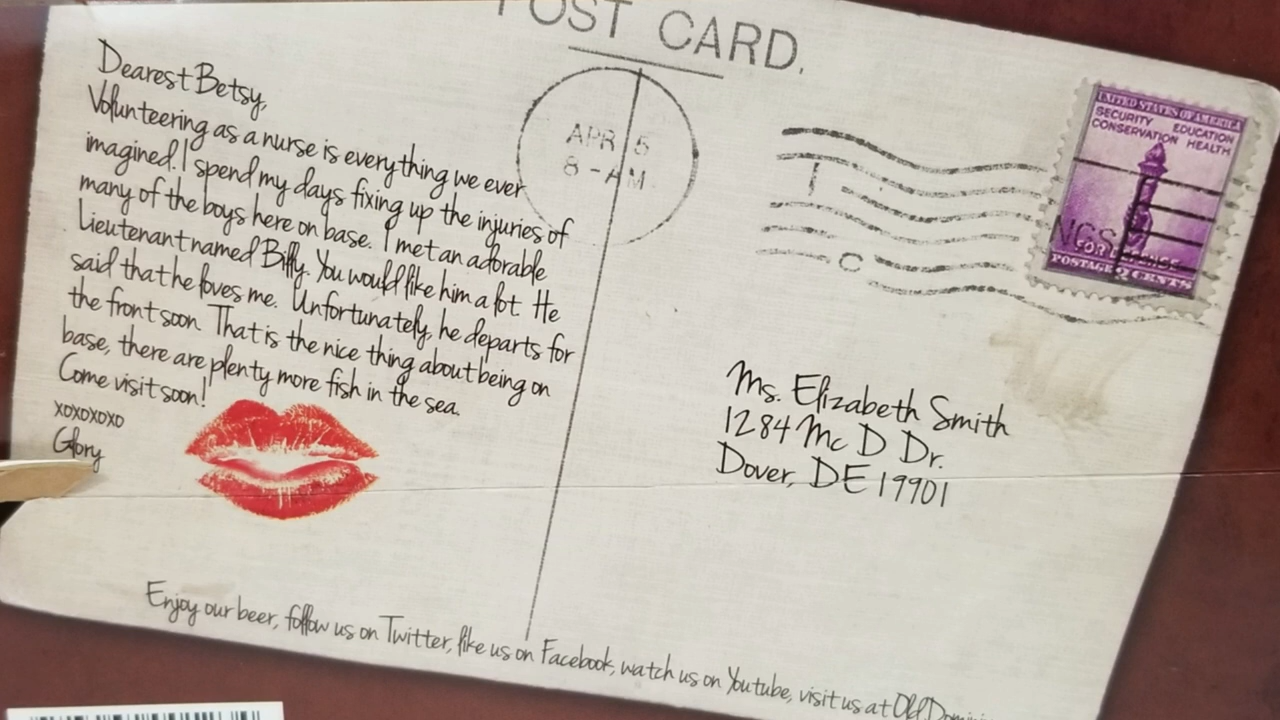 POST CARD.
Dearest Betsy,
Volunteering as a nurse is everything we ever
imagined. I spend my days fixing up the injuries of
many of the boys here on base. I met an adorable
Lieutenant named Billy. You would like him a lot. He
said that he loves me. Unfortunately, he departs for
the front soon. That is the nice thing about being on
base, there are plenty more fish in the sea.
Come visit soon!
xoxoxoxo
Glory
APR 5
8 - AM
UNITED STATES OF AMERICA
SECURITY EDUCATION
CONSERVATION HEALTH
FOR DEFENSE
POSTAGE 3 CENTS
Ms. Elizabeth Smith
1284 Mc D Dr.
Dover, DE 19901
Enjoy our beer, follow us on Twitter, like us on Facebook, watch us on Youtube, visit us at Old